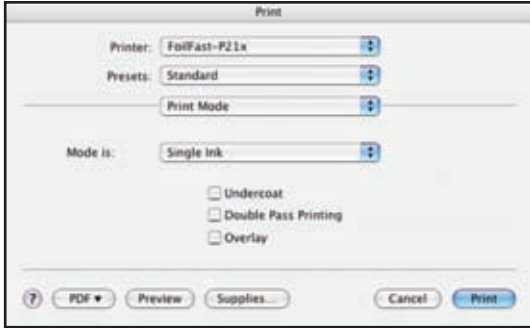 Print
Printer: FoilFast-P21x
Presets: Standard
Print Mode
Mode is: Single Ink
Undercoat
Double Pass Printing
Overlay
? PDF ▼ Preview Supplies... Cancel Print